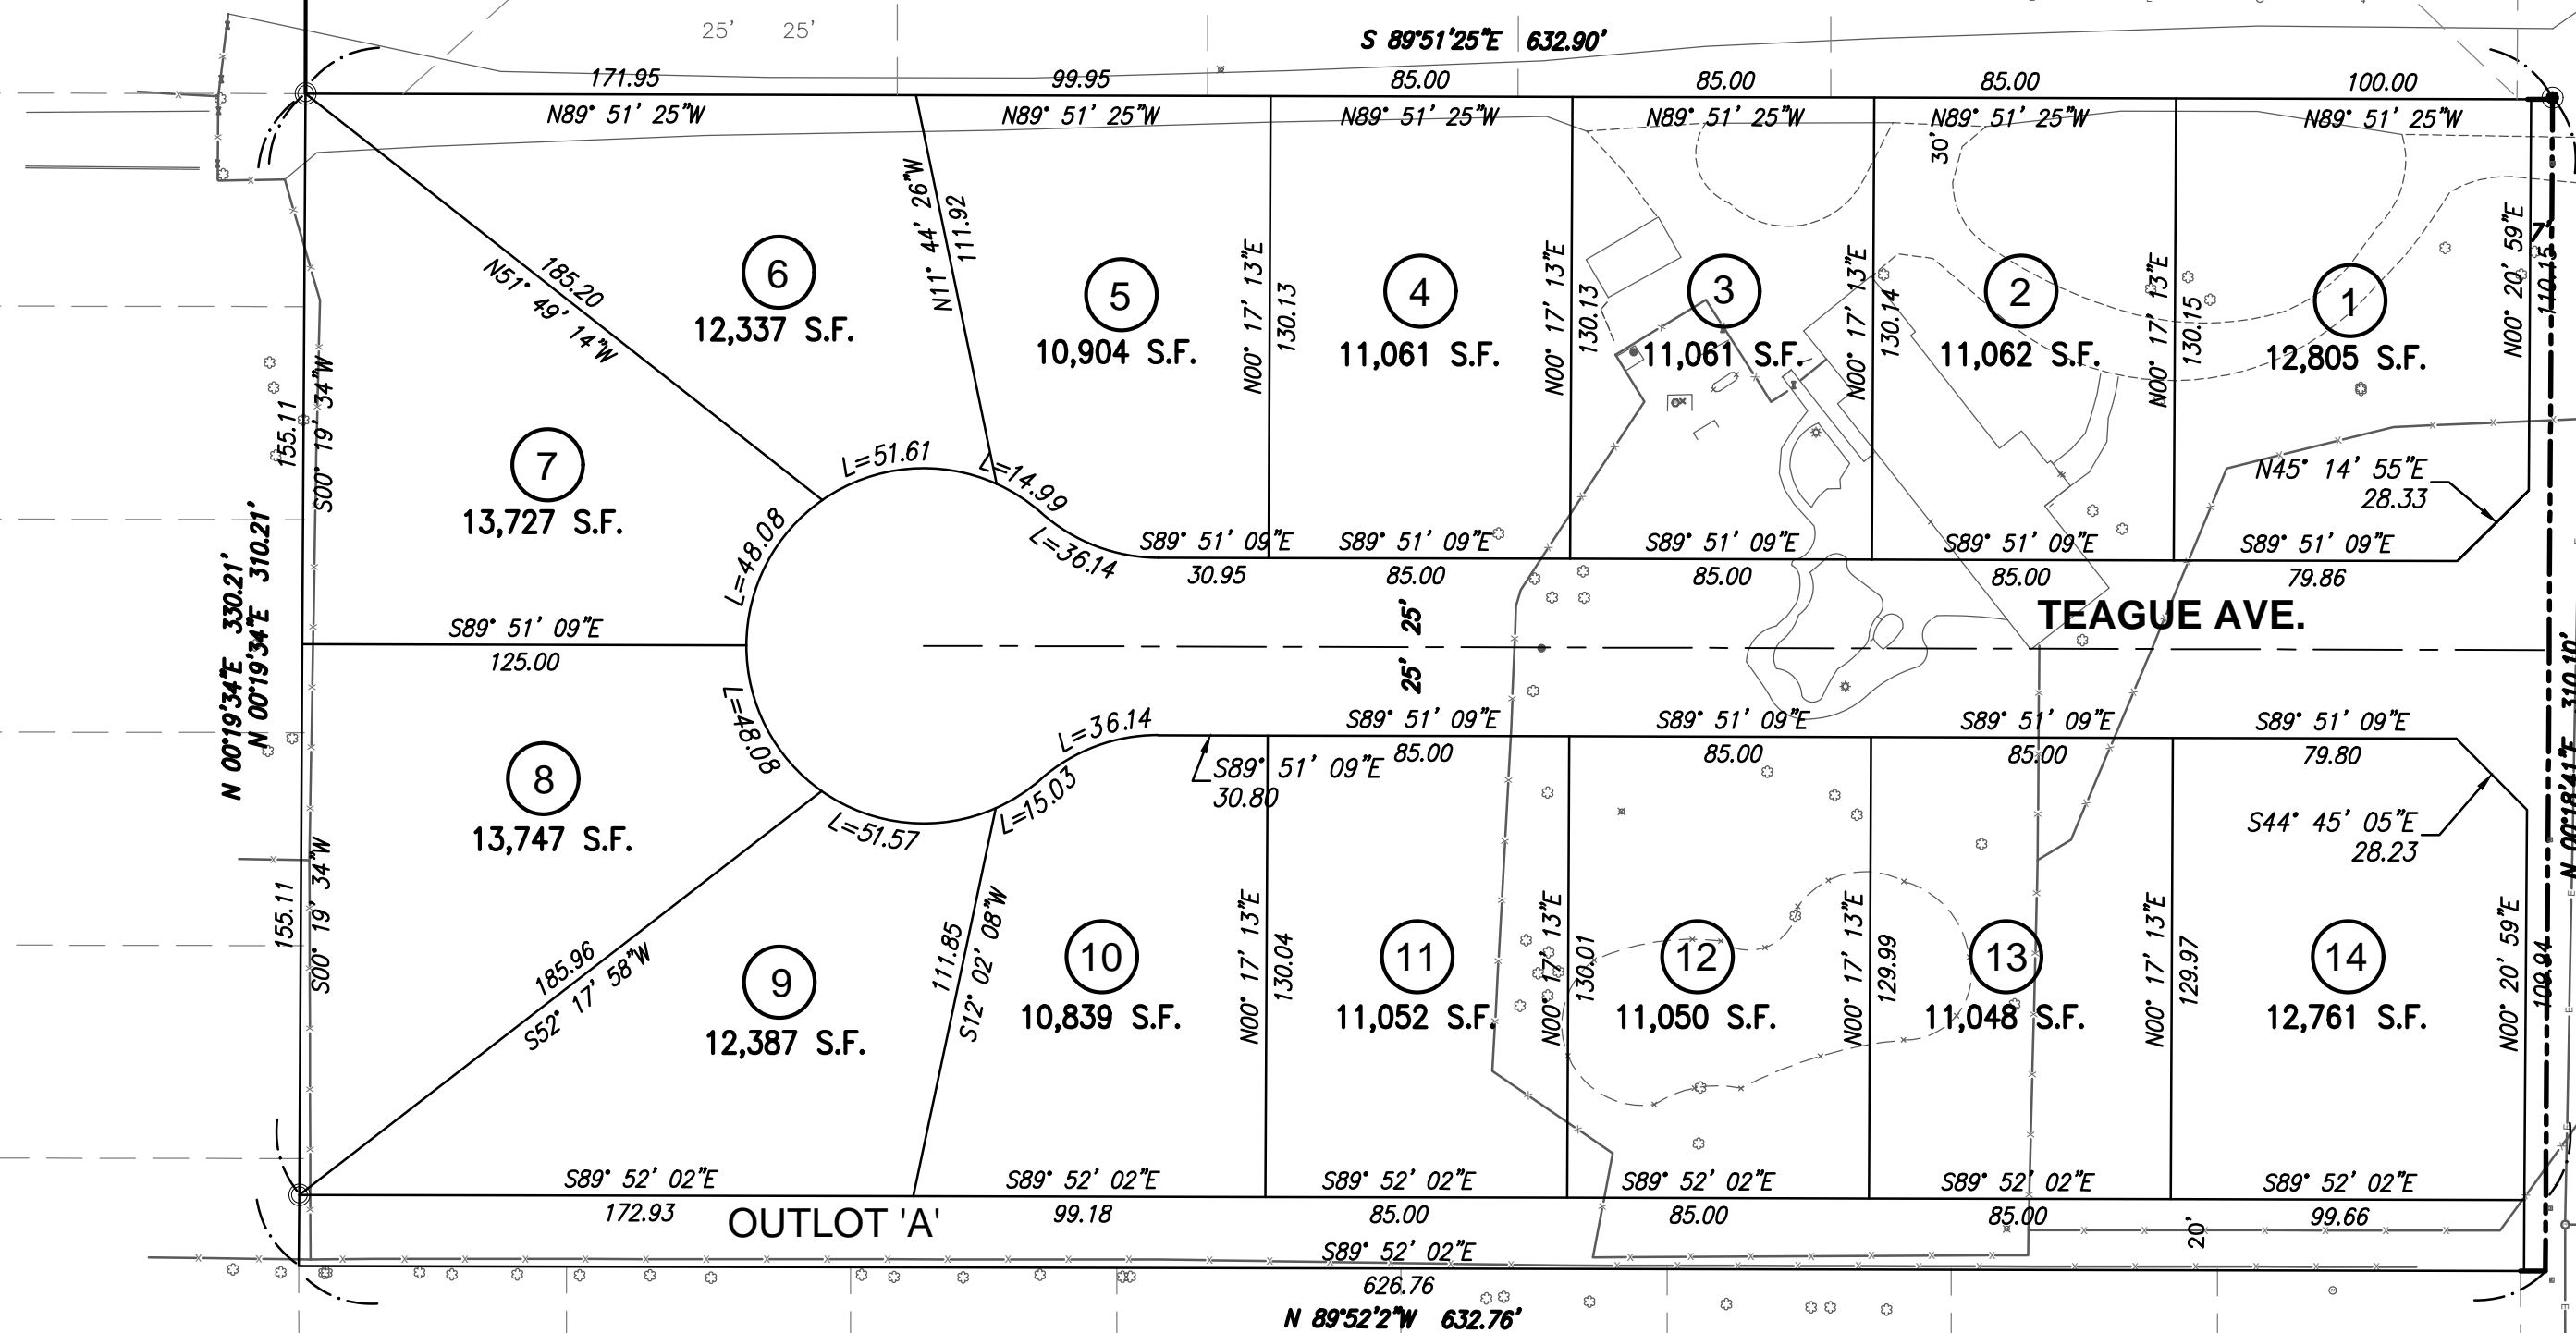 25' 25'
S 89°51'25"E 632.90'
171.95
99.95
85.00
85.00
85.00
100.00
N89° 51' 25"W
N89° 51' 25"W
N89° 51' 25"W
N89° 51' 25"W
N89° 51' 25"W
N89° 51' 25"W
30'
7'
185.20
N51° 49' 14"W
6
12,337 S.F.
N11° 44' 26"W
111.92
5
10,904 S.F.
N00° 17' 13"E
130.13
4
11,061 S.F.
N00° 17' 13"E
130.13
3
11,061 S.F.
N00° 17' 13"E
130.14
2
11,062 S.F.
N00° 17' 13"E
130.15
1
12,805 S.F.
N00° 20' 59"E
110.15
N45° 14' 55"E
28.33
155.11
S00° 19' 34"W
7
13,727 S.F.
L=48.08
L=51.61
L=14.99
L=36.14
S89° 51' 09"E
30.95
S89° 51' 09"E
85.00
S89° 51' 09"E
85.00
S89° 51' 09"E
85.00
S89° 51' 09"E
79.86
N 00°19'34"E 330.21'
N 00°19'34"E 310.21'
S89° 51' 09"E
125.00
25' 25'
TEAGUE AVE.
N 00°18'41"E 310.10'
155.11
S00° 19' 34"W
8
13,747 S.F.
L=48.08
L=51.57
L=15.03
L=36.14
S89° 51' 09"E
30.80
S89° 51' 09"E
85.00
S89° 51' 09"E
85.00
S89° 51' 09"E
85.00
S89° 51' 09"E
79.80
S44° 45' 05"E
28.23
185.96
S52° 17' 58"W
9
12,387 S.F.
111.85
S12° 02' 08"W
10
10,839 S.F.
N00° 17' 13"E
130.04
11
11,052 S.F.
N00° 17' 13"E
130.01
12
11,050 S.F.
N00° 17' 13"E
129.99
13
11,048 S.F.
N00° 17' 13"E
129.97
14
12,761 S.F.
N00° 20' 59"E
109.94
S89° 52' 02"E
172.93
S89° 52' 02"E
99.18
S89° 52' 02"E
85.00
S89° 52' 02"E
85.00
S89° 52' 02"E
85.00
S89° 52' 02"E
99.66
OUTLOT 'A'
20'
S89° 52' 02"E
626.76
N 89°52'2"W 632.76'